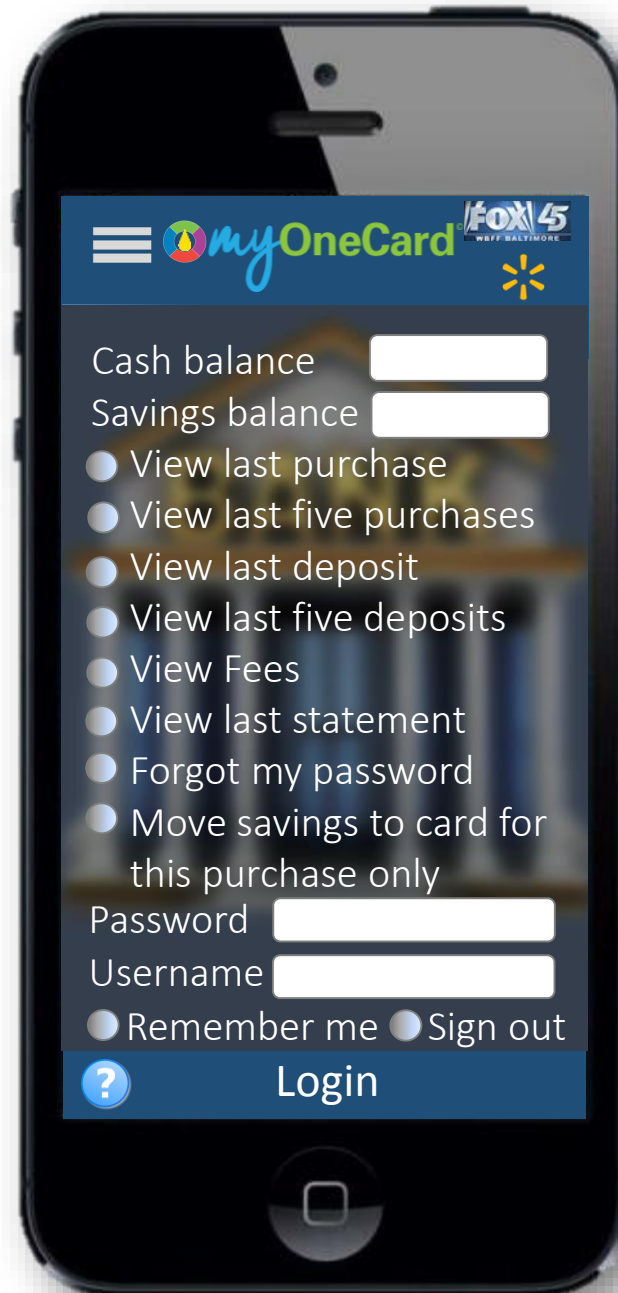 myOneCard
FOX 45
WBFF BALTIMORE
Cash balance
Savings balance
BANK
View last purchase
View last five purchases
View last deposit
View last five deposits
View Fees
View last statement
Forgot my password
Move savings to card for
this purchase only
Password
Username
Remember me Sign out
? Login